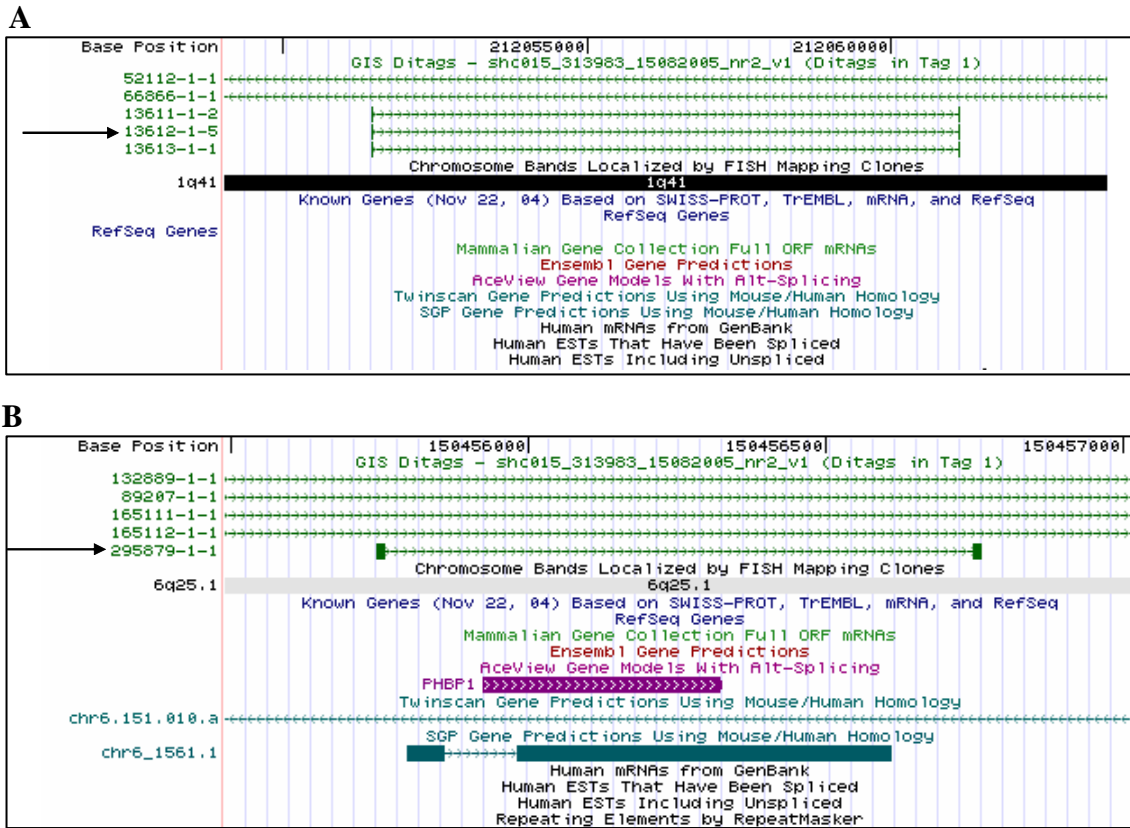 A
Base Position 212055000 212060000
GIS Ditags - shc015_313983_15082005_nr2_v1 (Ditags in Tag 1)
52112-1-1
66866-1-1
13611-1-2
13612-1-5
13613-1-1
Chromosome Bands Localized by FISH Mapping Clones
1q41 1q41
Known Genes (Nov 22, 04) Based on SWISS-PROT, TrEMBL, mRNA, and RefSeq
RefSeq Genes
RefSeq Genes
Mammalian Gene Collection Full ORF mRNAs
Ensembl Gene Predictions
AceView Gene Models With Alt-Splicing
Twinscan Gene Predictions Using Mouse/Human Homology
SGP Gene Predictions Using Mouse/Human Homology
Human mRNAs from GenBank
Human ESTs That Have Been Spliced
Human ESTs Including Unspliced
B
Base Position 150456000 150456500 150457000
GIS Ditags - shc015_313983_15082005_nr2_v1 (Ditags in Tag 1)
132889-1-1
89207-1-1
165111-1-1
165112-1-1
295879-1-1
Chromosome Bands Localized by FISH Mapping Clones
6q25.1 6q25.1
Known Genes (Nov 22, 04) Based on SWISS-PROT, TrEMBL, mRNA, and RefSeq
RefSeq Genes
Mammalian Gene Collection Full ORF mRNAs
Ensembl Gene Predictions
AceView Gene Models With Alt-Splicing
PHBP1
Twinscan Gene Predictions Using Mouse/Human Homology
chr6.151.010.a
SGP Gene Predictions Using Mouse/Human Homology
chr6_1561.1
Human mRNAs from GenBank
Human ESTs That Have Been Spliced
Human ESTs Including Unspliced
Repeating Elements by RepeatMasker